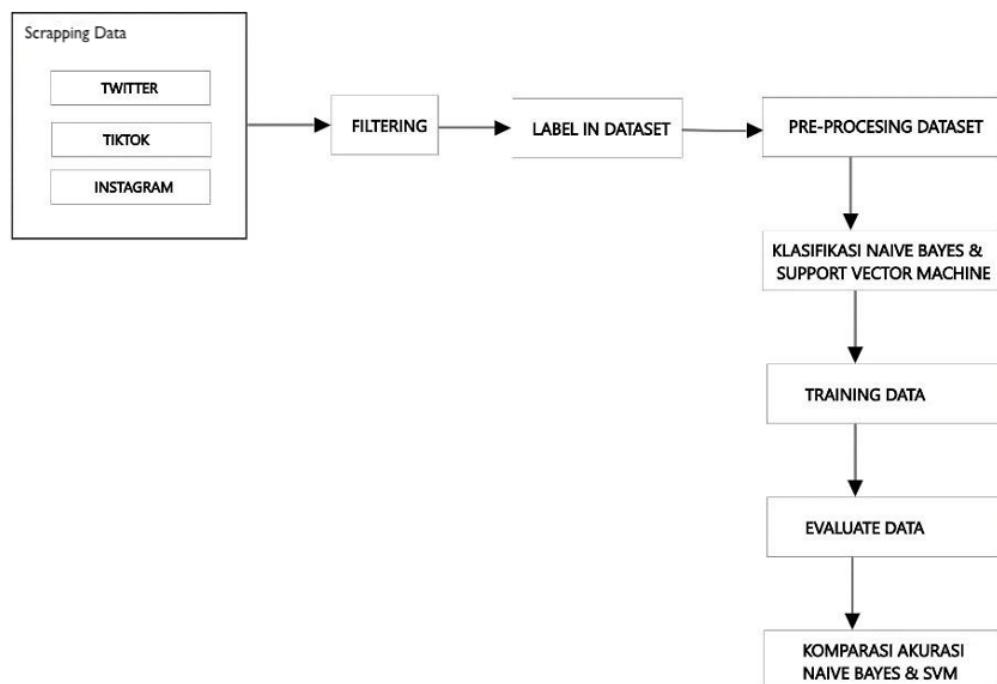 Scrapping Data
TWITTER
TIKTOK
INSTAGRAM
FILTERING
LABEL IN DATASET
PRE-PROCESING DATASET
KLASIFIKASI NAIVE BAYES &
SUPPORT VECTOR MACHINE
TRAINING DATA
EVALUATE DATA
KOMPARASI AKURASI
NAIVE BAYES & SVM